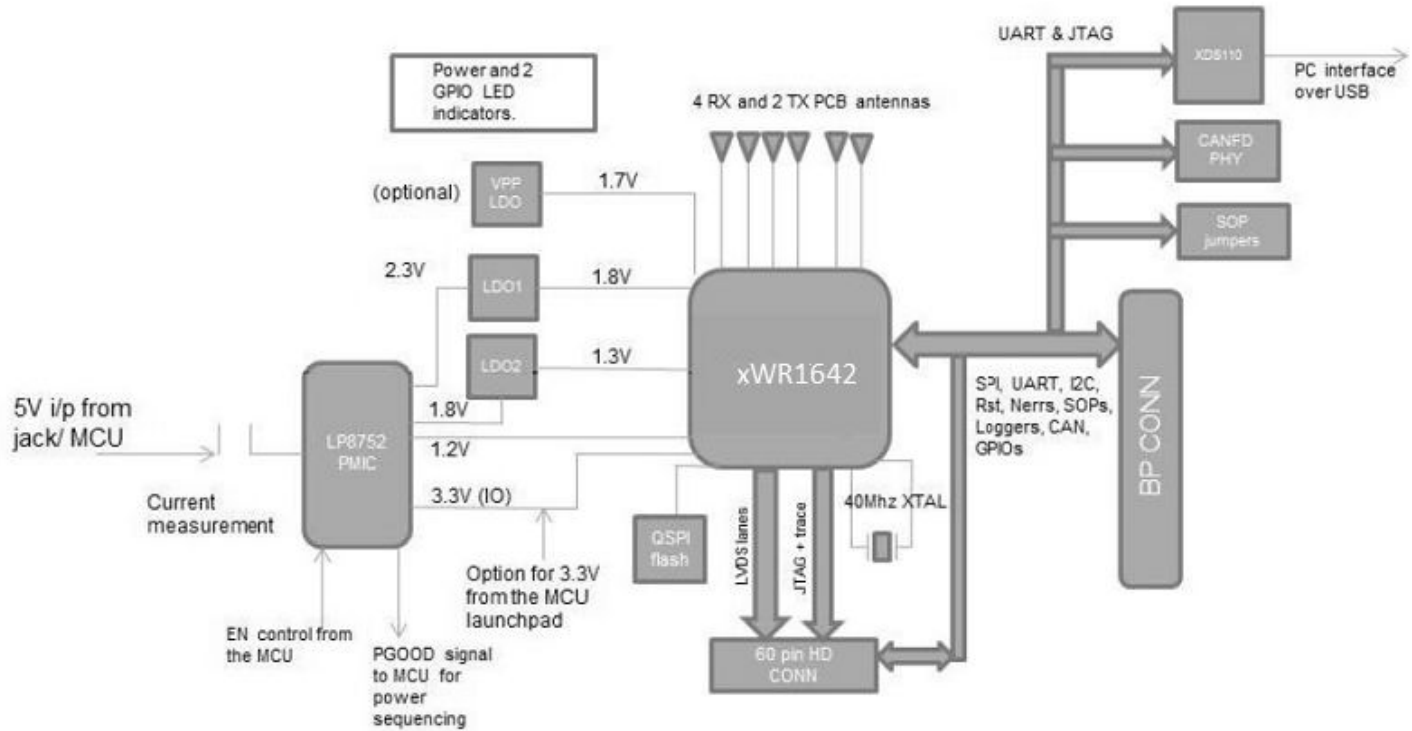 UART & JTAG
XDS110
PC interface
over USB
Power and 2
GPIO LED
indicators.
4 RX and 2 TX PCB antennas
CANFD
PHY
(optional)
VPP
LDO
1.7V
SOP
jumpers
2.3V
LDO1
1.8V
LDO2
1.3V
xWR1642
SPI, UART, I2C,
Rst, Nerrs, SOPs,
Loggers, CAN,
GPIOs
BP CONN
5V i/p from
jack/ MCU
1.8V
LP8752
PMIC
1.2V
3.3V (IO)
Current
measurement
40Mhz XTAL
QSPI
flash
LVDS lanes
JTAG + trace
Option for 3.3V
from the MCU
launchpad
EN control from
the MCU
PGOOD signal
to MCU for
power
sequencing
60 pin HD
CONN